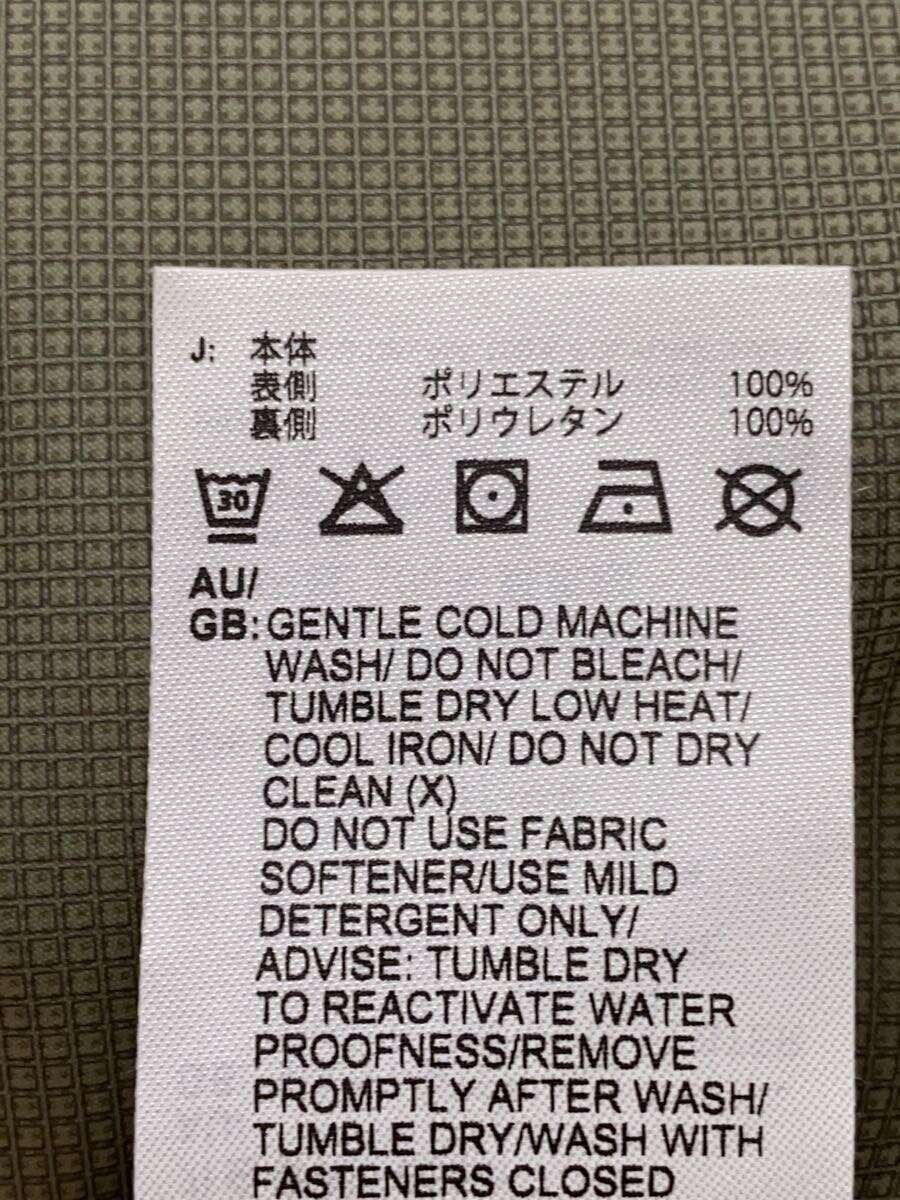 J: 本体
表側 ポリエステル 100%
裏側 ポリウレタン 100%
30
AU/
GB: GENTLE COLD MACHINE
WASH/ DO NOT BLEACH/
TUMBLE DRY LOW HEAT/
COOL IRON/ DO NOT DRY
CLEAN (X)
DO NOT USE FABRIC
SOFTENER/USE MILD
DETERGENT ONLY/
ADVISE: TUMBLE DRY
TO REACTIVATE WATER
PROOFNESS/REMOVE
PROMPTLY AFTER WASH/
TUMBLE DRY/WASH WITH
FASTENERS CLOSED